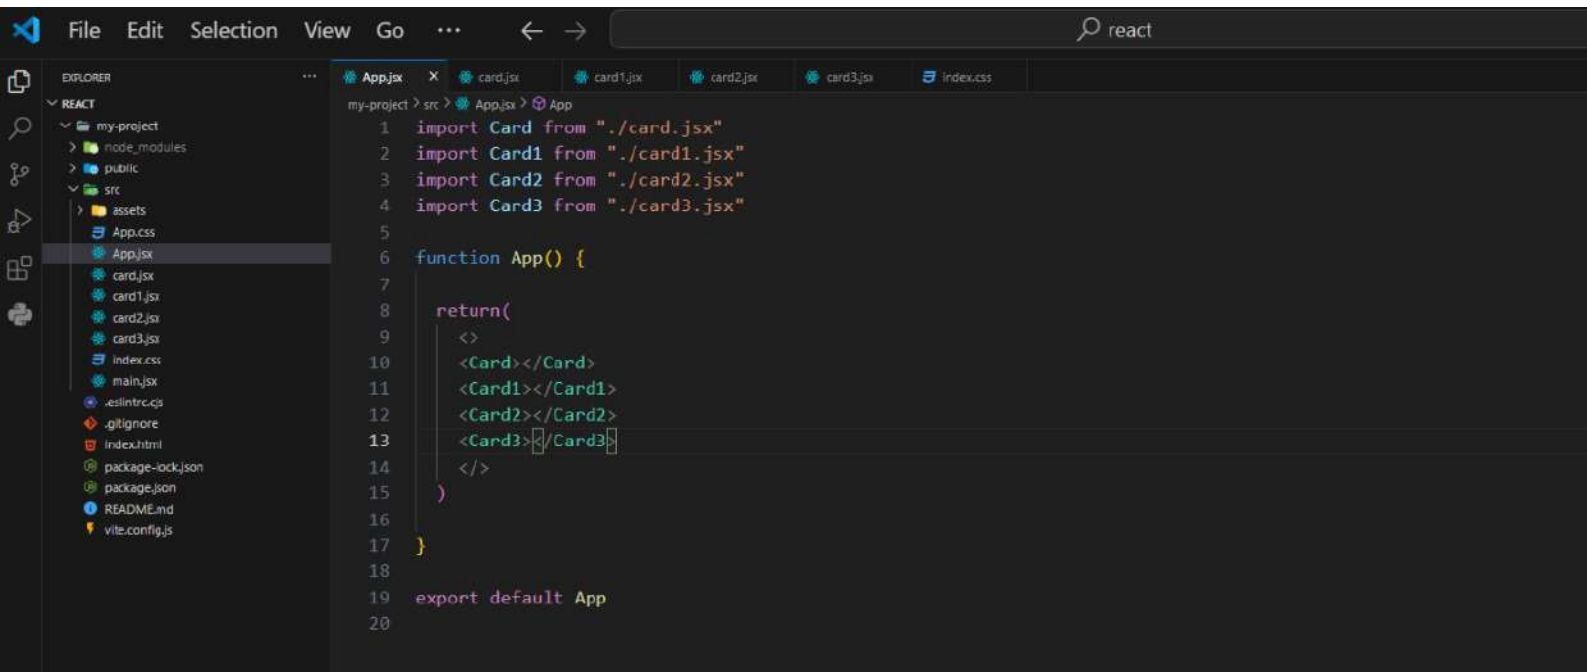 File Edit Selection View Go ··· ← → react
EXPLORER ···
REACT
my-project
node_modules
public
src
assets
App.css
App.jsx
card.jsx
card1.jsx
card2.jsx
card3.jsx
index.css
main.jsx
.eslintrc.cjs
.gitignore
index.html
package-lock.json
package.json
README.md
vite.config.js
App.jsx X card.jsx card1.jsx card2.jsx card3.jsx index.css
my-project > src > App.jsx > App
1 import Card from "./card.jsx"
2 import Card1 from "./card1.jsx"
3 import Card2 from "./card2.jsx"
4 import Card3 from "./card3.jsx"
5
6 function App() {
7
8 return(
9 <>
10 <Card></Card>
11 <Card1></Card1>
12 <Card2></Card2>
13 <Card3></Card3>
14 </>
15 )
16
17 }
18
19 export default App
20